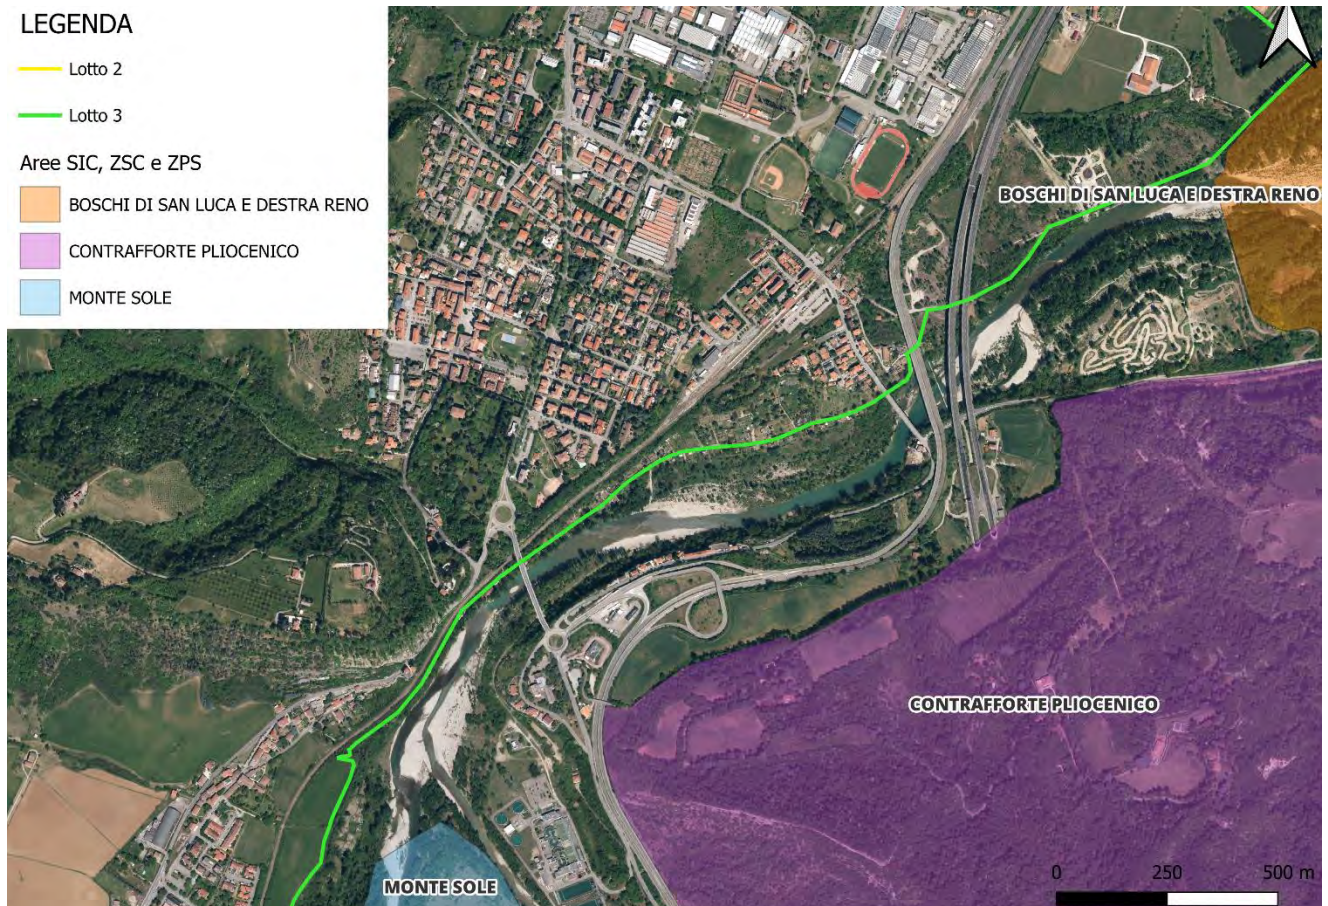 LEGENDA
Lotto 2
Lotto 3
Aree SIC, ZSC e ZPS
BOSCHI DI SAN LUCA E DESTRA RENO
CONTRAFFORTE PLIOCENICO
MONTE SOLE
BOSCHI DI SAN LUCA E DESTRA RENO
CONTRAFFORTE PLIOCENICO
MONTE SOLE
0 250 500 m